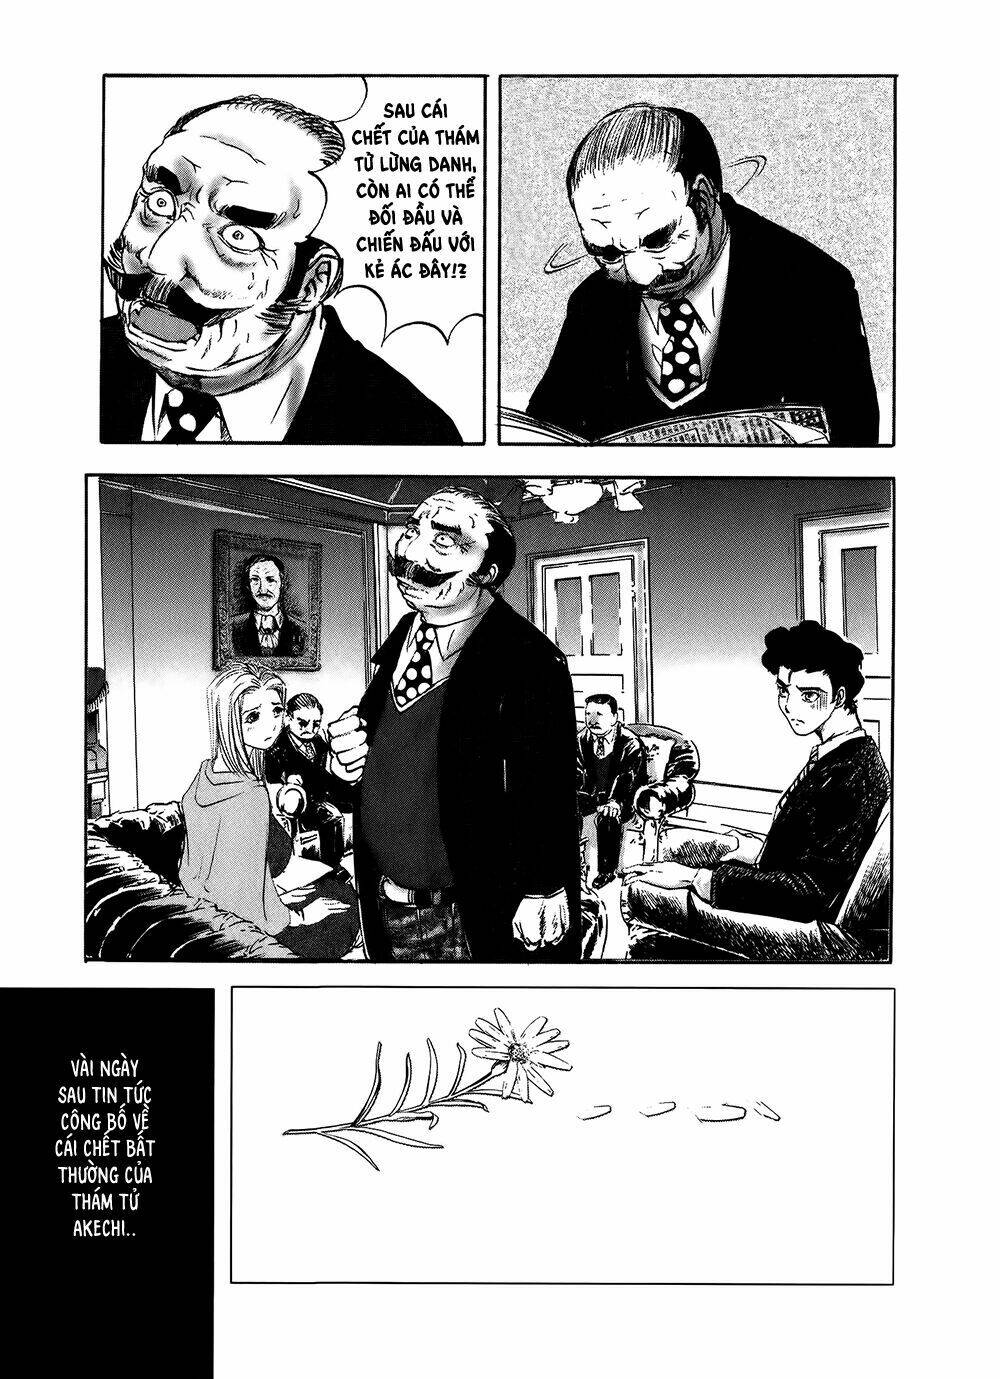 SAU CÁI
CHẾT CỦA THÁM
TỬ LỪNG DANH,
CÒN AI CÓ THỂ
ĐỐI ĐẦU VÀ
CHIẾN ĐẤU VỚI
KẺ ÁC ĐÂY!?
VÀI NGÀY
SAU TIN TỨC
CÔNG BỐ VỀ
CÁI CHẾT BẤT
THƯỜNG CỦA
THÁM TỬ
AKECHI..